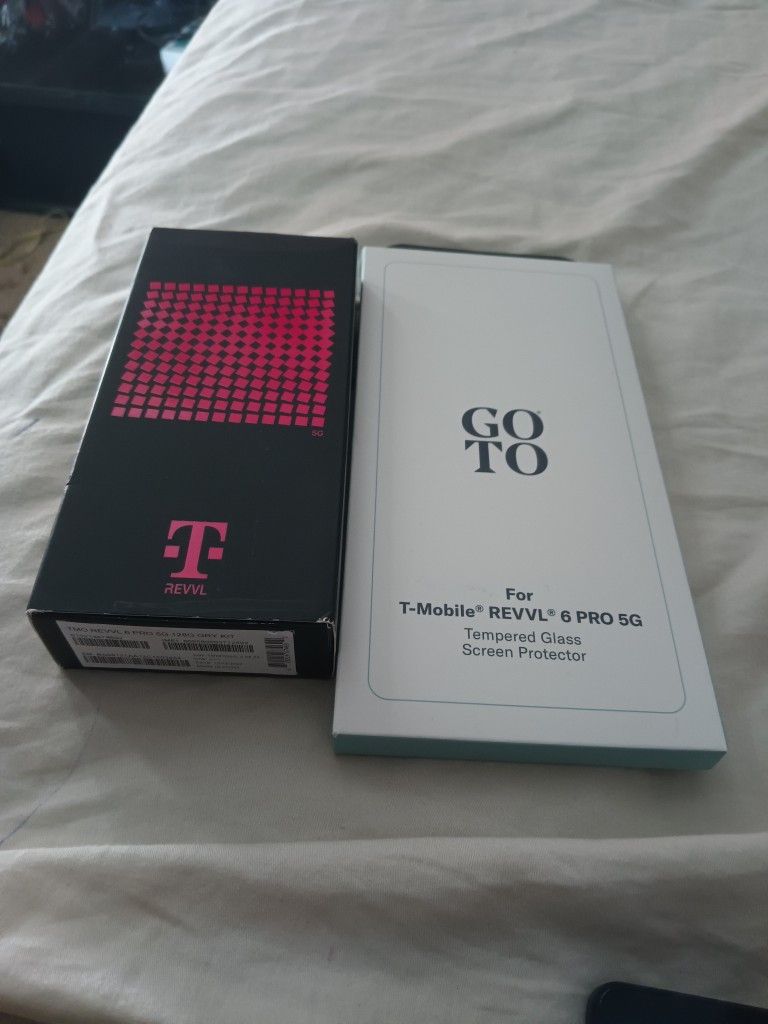 5G
T
REVVL
TMO REVVL 6 PRO 5G 128G GRY KIT
GO
TO
For
T-Mobile® REVVL® 6 PRO 5G
Tempered Glass
Screen Protector